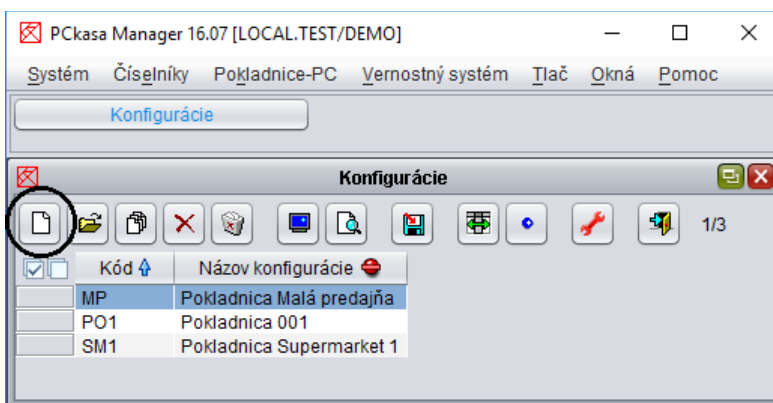 PCkasa Manager 16.07 [LOCAL.TEST/DEMO]
Systém Číselníky Pokladnice-PC Vernostný systém Tlač Okná Pomoc
Konfigurácie
Konfigurácie
1/3
Kód Názov konfigurácie
MP Pokladnica Malá predajňa
PO1 Pokladnica 001
SM1 Pokladnica Supermarket 1